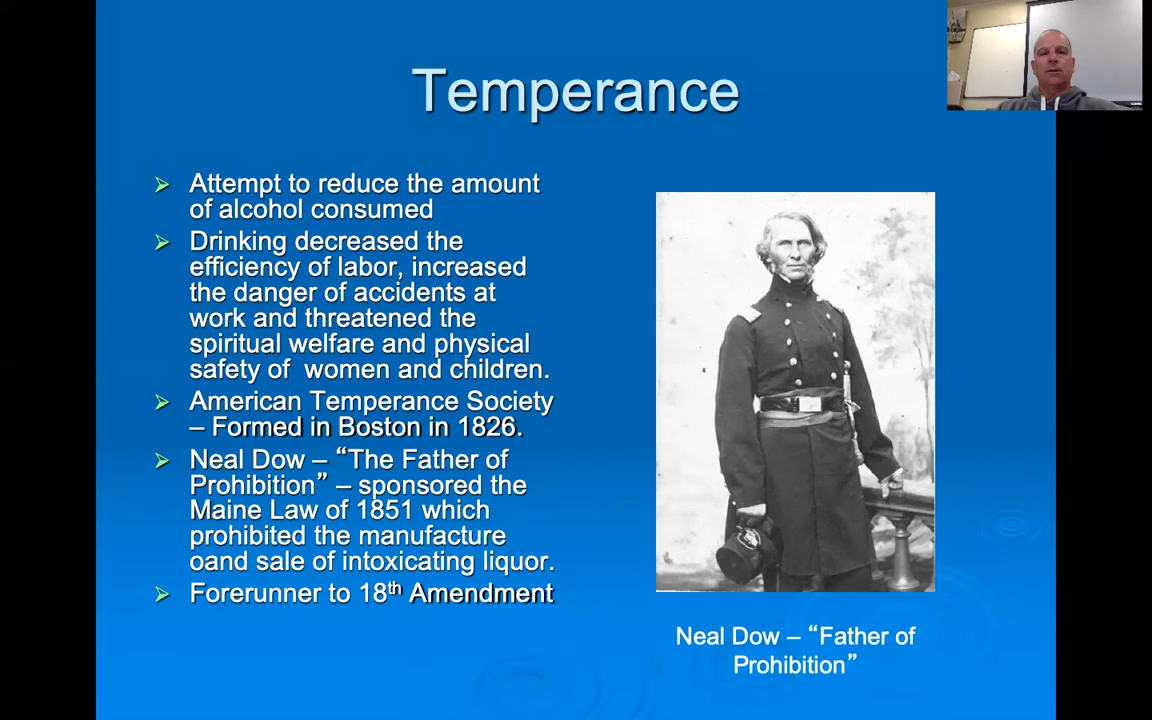 Temperance
➢ Attempt to reduce the amount
of alcohol consumed
➢ Drinking decreased the
efficiency of labor, increased
the danger of accidents at
work and threatened the
spiritual welfare and physical
safety of  women and children.
➢ American Temperance Society
– Formed in Boston in 1826.
➢ Neal Dow – “The Father of
Prohibition” – sponsored the
Maine Law of 1851 which
prohibited the manufacture
oand sale of intoxicating liquor.
➢ Forerunner to 18th Amendment
Neal Dow – “Father of
Prohibition”